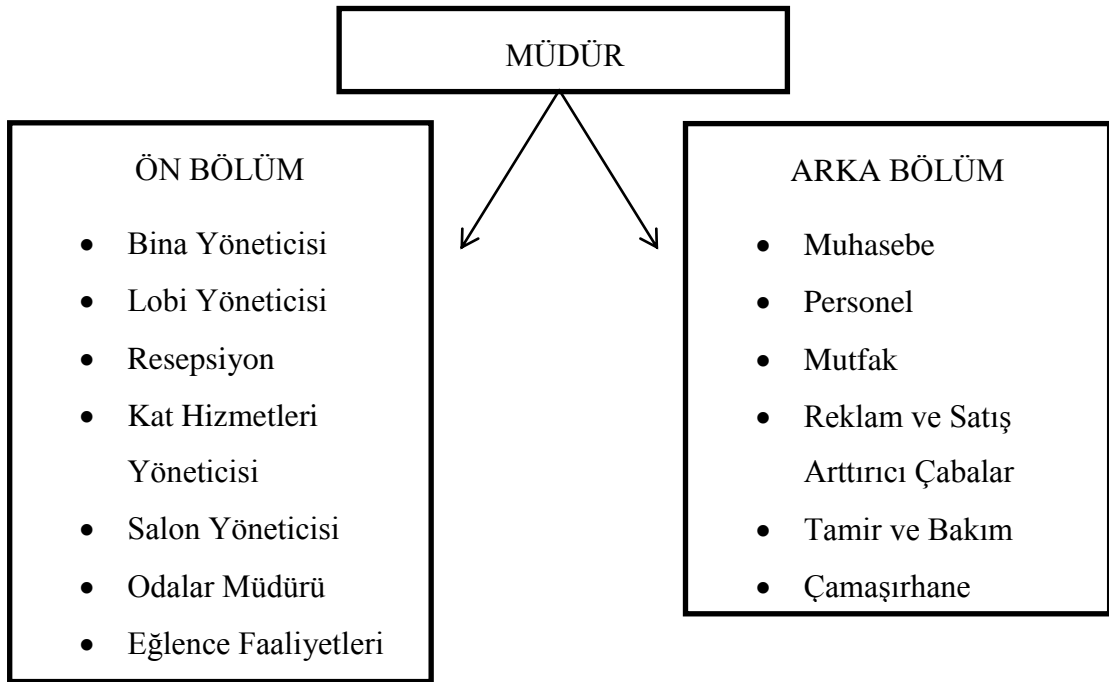 MÜDÜR
ÖN BÖLÜM
• Bina Yöneticisi
• Lobi Yöneticisi
• Resepsiyon
• Kat Hizmetleri
Yöneticisi
• Salon Yöneticisi
• Odalar Müdürü
• Eğlence Faaliyetleri
ARKA BÖLÜM
• Muhasebe
• Personel
• Mutfak
• Reklam ve Satış
Arttırıcı Çabalar
• Tamir ve Bakım
• Çamaşırhane